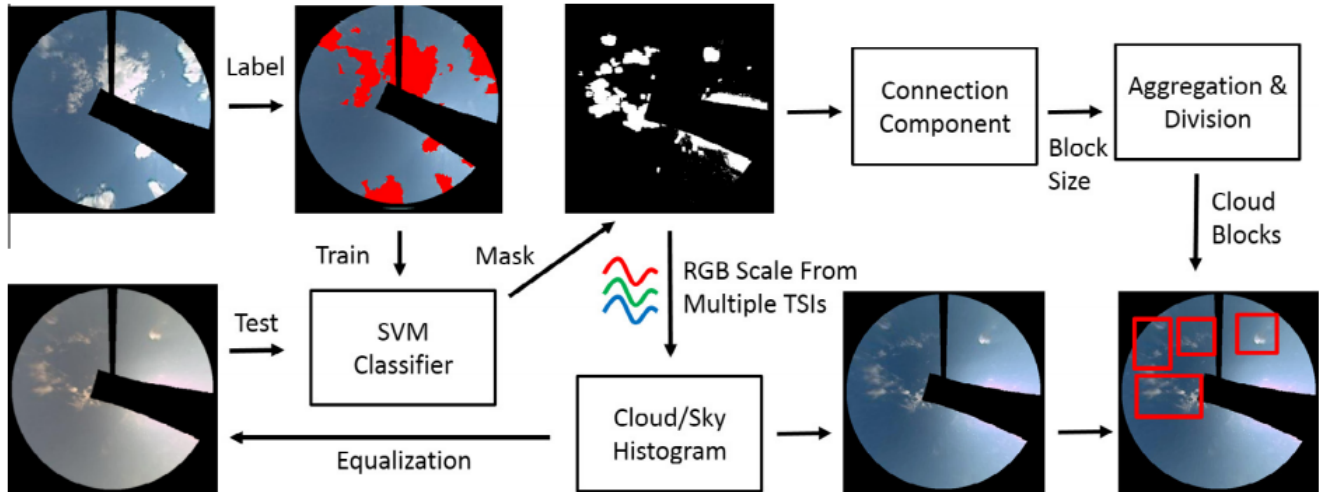 Label
Connection
Component
Block
Size
Aggregation &
Division
Cloud
Blocks
Train
Mask
RGB Scale From
Multiple TSIs
Test
SVM
Classifier
Cloud/Sky
Histogram
Equalization